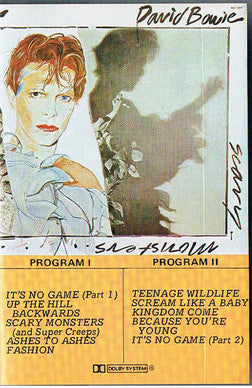 David Bowie
scary
monsters
PROGRAM I
IT'S NO GAME (Part 1)
UP THE HILL
BACKWARDS
SCARY MONSTERS
(and Super Creeps)
ASHES TO ASHES
FASHION
PROGRAM II
TEENAGE WILDLIFE
SCREAM LIKE A BABY
KINGDOM COME
BECAUSE YOU'RE
YOUNG
IT'S NO GAME (Part 2)
DOLBY SYSTEM